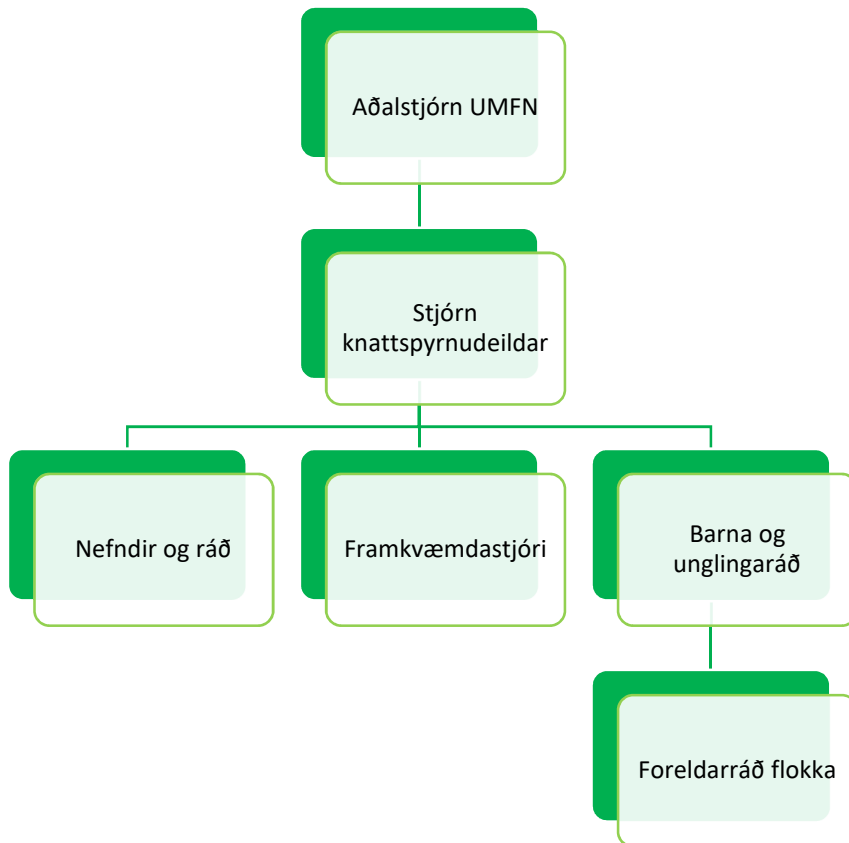 Aðalstjórn UMFN
Stjórn
knattspyrnudeildar
Nefndir og ráð
Framkvæmdastjóri
Barna og
unglingaráð
Foreldarráð flokka